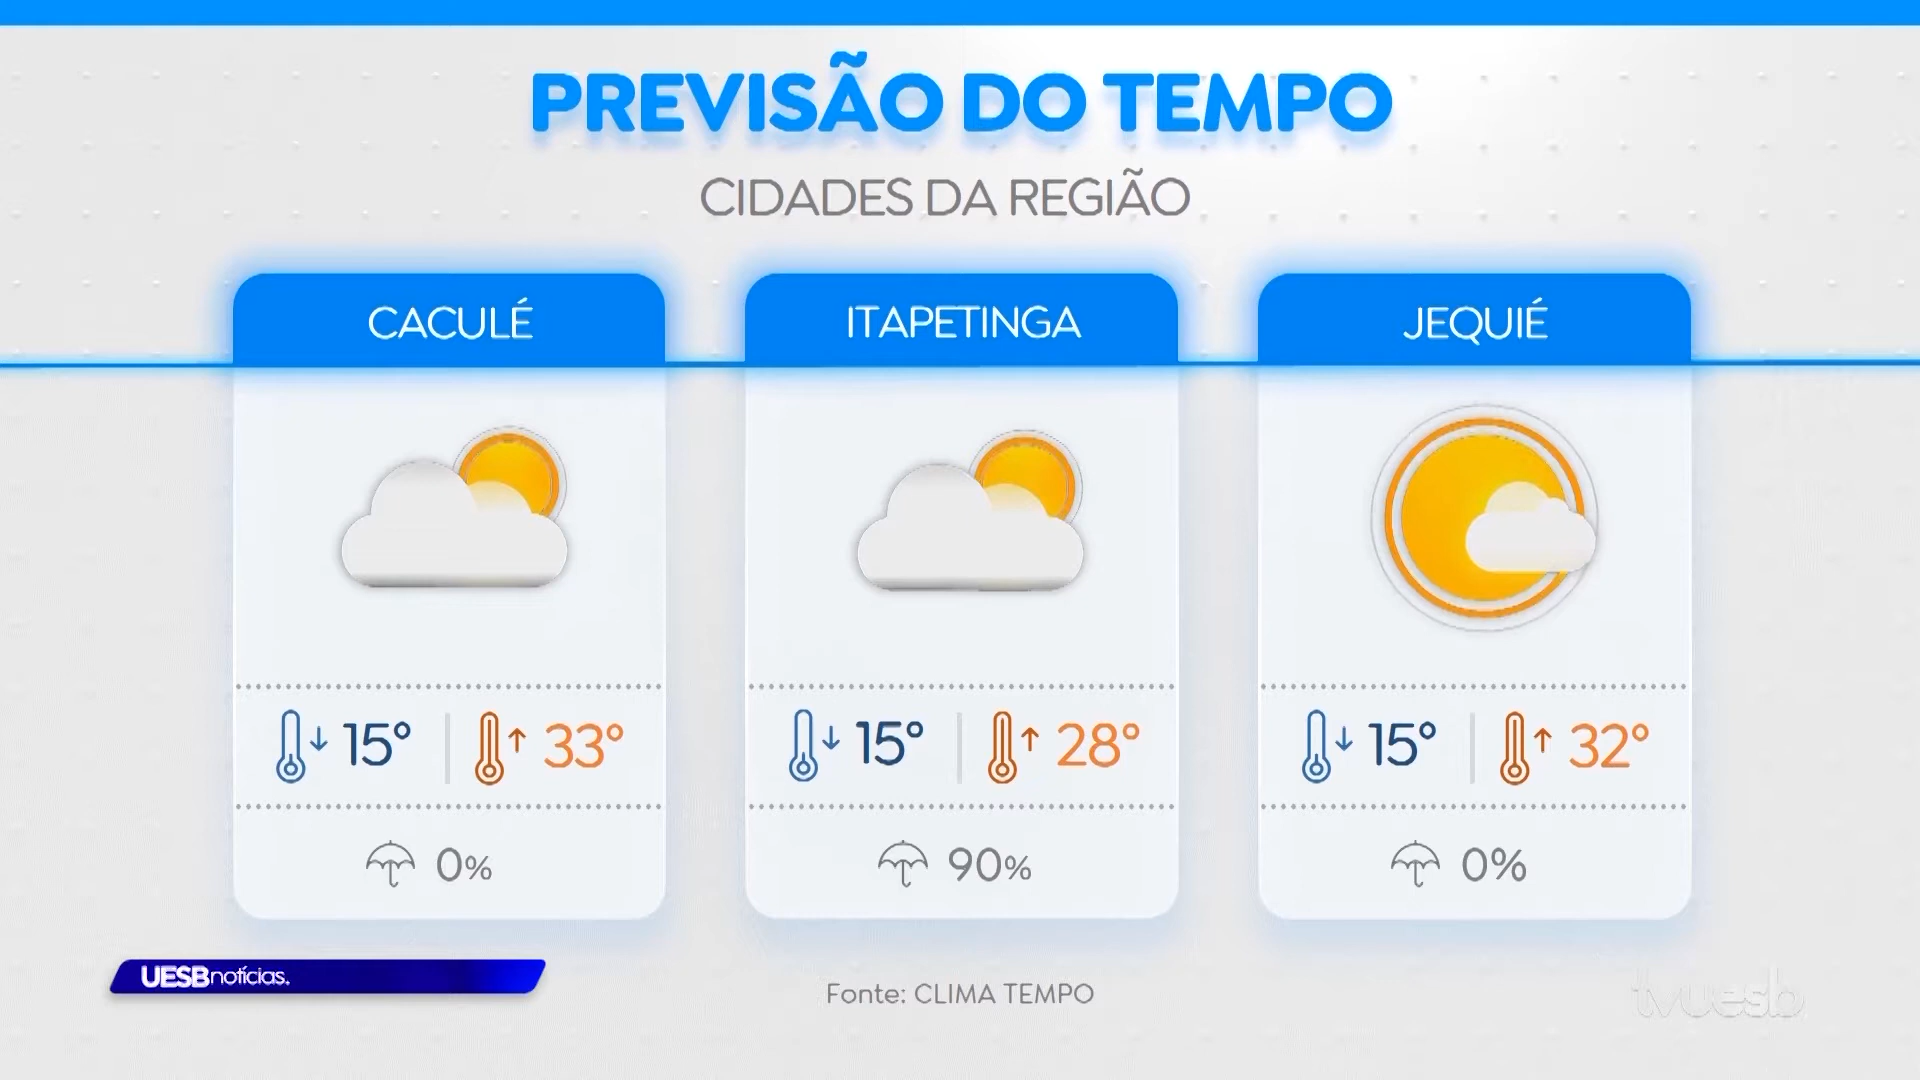 PREVISÃO DO TEMPO
CIDADES DA REGIÃO
CACULÉ
15° 33°
0%
ITAPETINGA
15° 28°
90%
JEQUIÉ
15° 32°
0%
UESBnotícias.
Fonte: CLIMA TEMPO
tvuesb